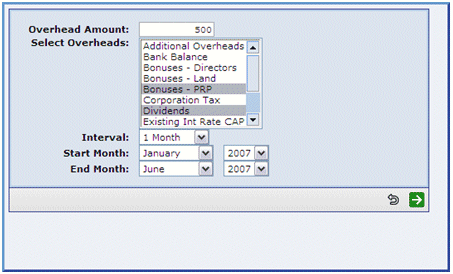 Overhead Amount: 500
Select Overheads:
Additional Overheads
Bank Balance
Bonuses - Directors
Bonuses - Land
Bonuses - PRP
Corporation Tax
Dividends
Existing Int Rate CAP
Interval: 1 Month
Start Month: January 2007
End Month: June 2007